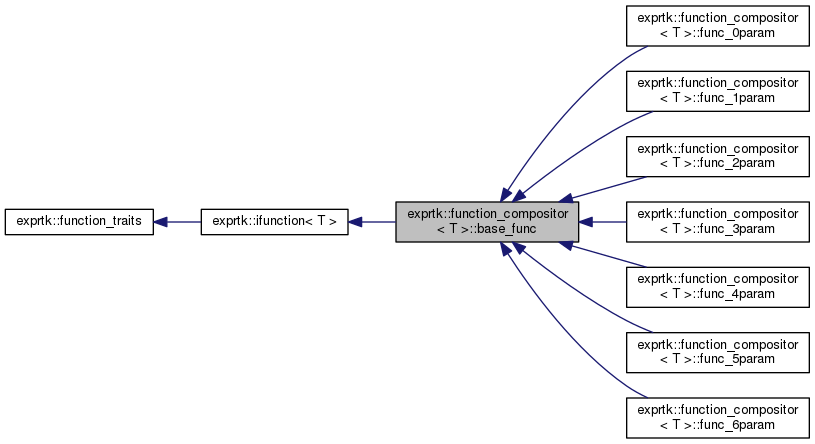 exprtk::function_traits
exprtk::ifunction< T >
exprtk::function_compositor
< T >::base_func
exprtk::function_compositor
< T >::func_0param
exprtk::function_compositor
< T >::func_1param
exprtk::function_compositor
< T >::func_2param
exprtk::function_compositor
< T >::func_3param
exprtk::function_compositor
< T >::func_4param
exprtk::function_compositor
< T >::func_5param
exprtk::function_compositor
< T >::func_6param